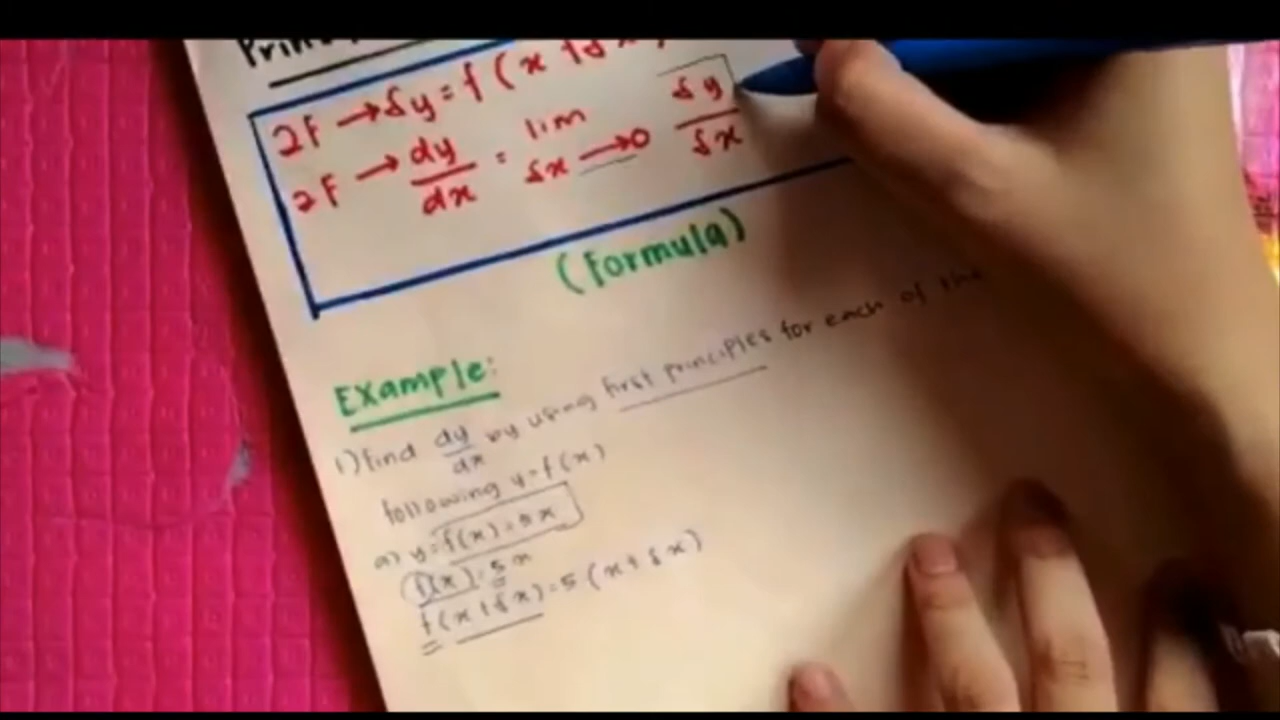 2F → δy = f(x + δx)
2F → dy/dx = lim δx → 0 δy/δx
(Formula)
Example:
1) find dy/dx by using first principles for each of the
following y = f(x)
a) y = f(x) = 5x
f(x) = 5x
f(x + δx) = 5(x + δx)